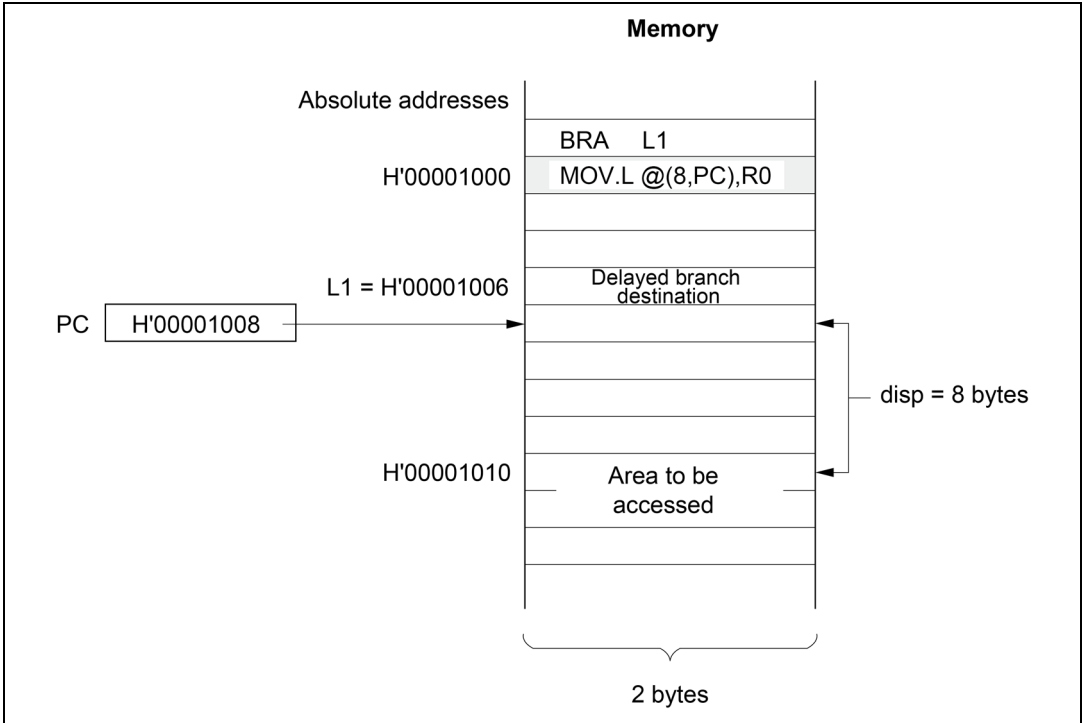 Memory
Absolute addresses
BRA L1
H'00001000 MOV.L @(8,PC),R0
L1 = H'00001006 Delayed branch
destination
PC H'00001008
disp = 8 bytes
H'00001010 Area to be
accessed
2 bytes